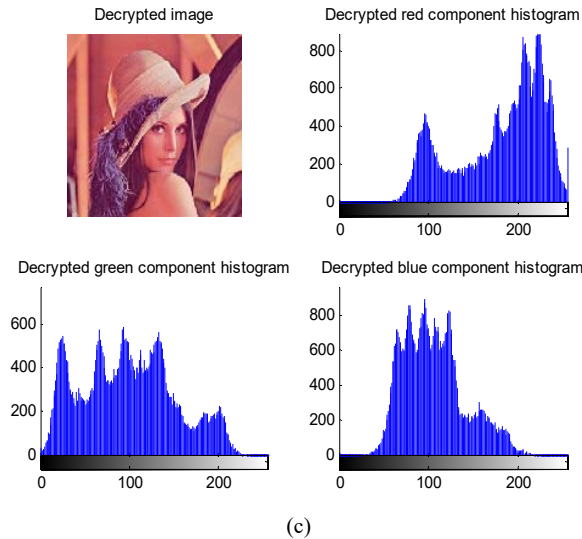 Decrypted image
Decrypted red component histogram
800
600
400
200
0
0 100 200
Decrypted green component histogram
600
400
200
0
0 100 200
Decrypted blue component histogram
800
600
400
200
0
0 100 200
(c)